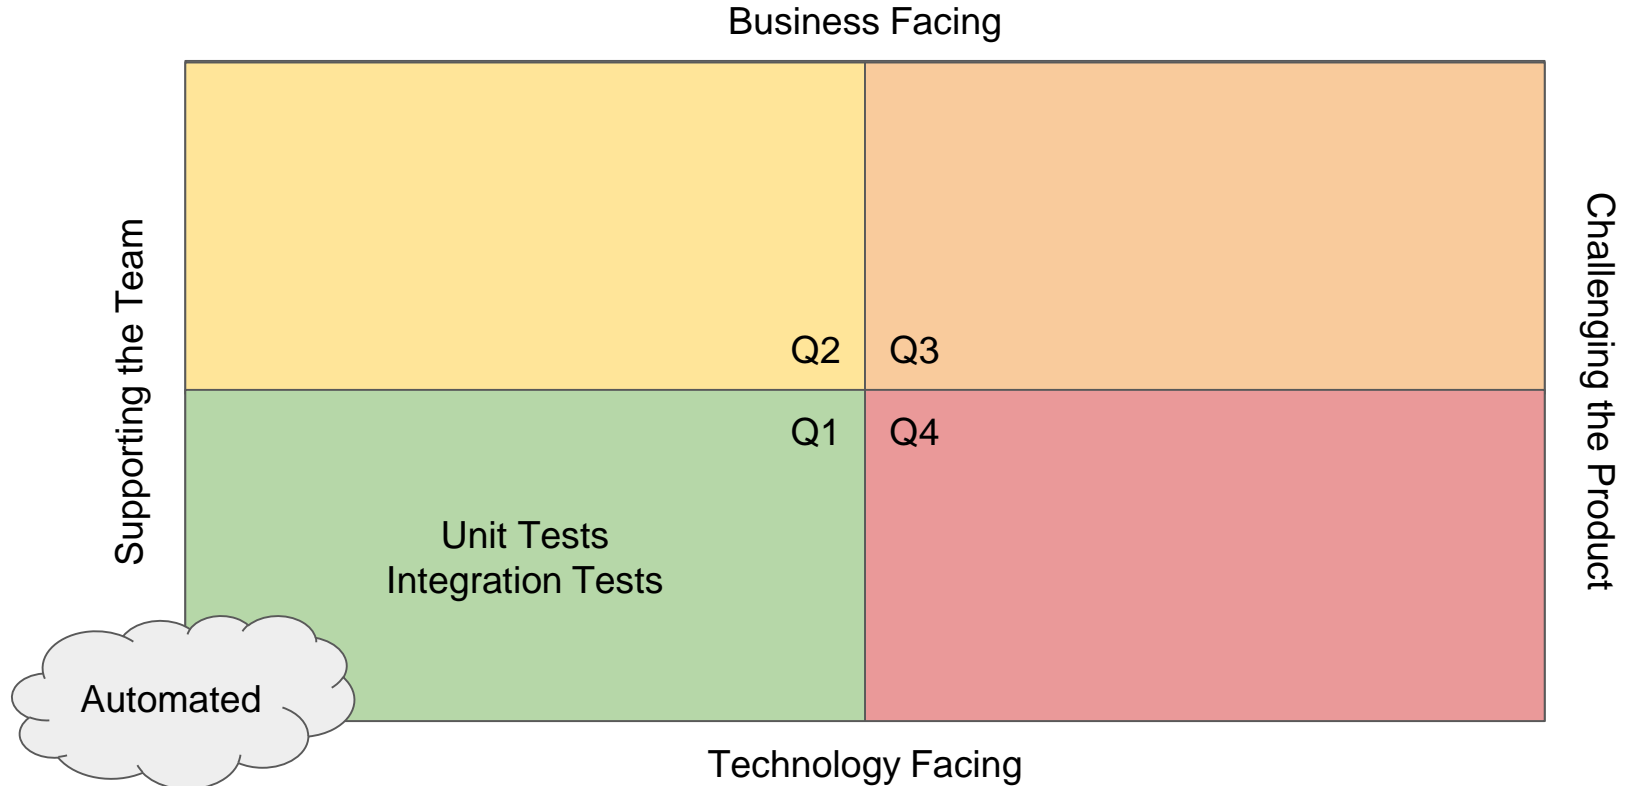 Business Facing
Supporting the Team
Challenging the Product
Q2
Q3
Q1
Q4
Unit Tests
Integration Tests
Automated
Technology Facing